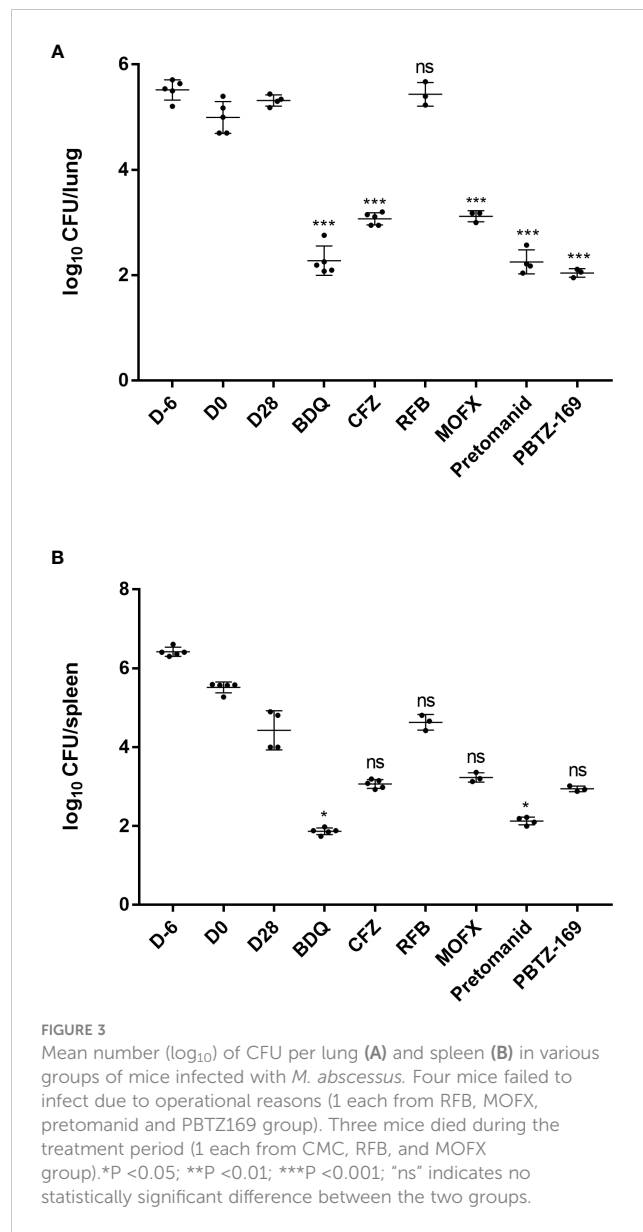 A
log₁₀ CFU/lung
6
4
2
0
ns
***
***
***
***
***
D-6
D0
D28
BDQ
CFZ
RFB
MOFX
Pretomanid
PBTZ-169
B
log₁₀ CFU/spleen
8
6
4
2
0
*
ns
ns
ns
*
ns
D-6
D0
D28
BDQ
CFZ
RFB
MOFX
Pretomanid
PBTZ-169
FIGURE 3
Mean number (log₁₀) of CFU per lung (A) and spleen (B) in various
groups of mice infected with M. abscessus. Four mice failed to
infect due to operational reasons (1 each from RFB, MOFX,
pretomanid and PBTZ169 group). Three mice died during the
treatment period (1 each from CMC, RFB, and MOFX
group).*P <0.05; **P <0.01; ***P <0.001; “ns” indicates no
statistically significant difference between the two groups.